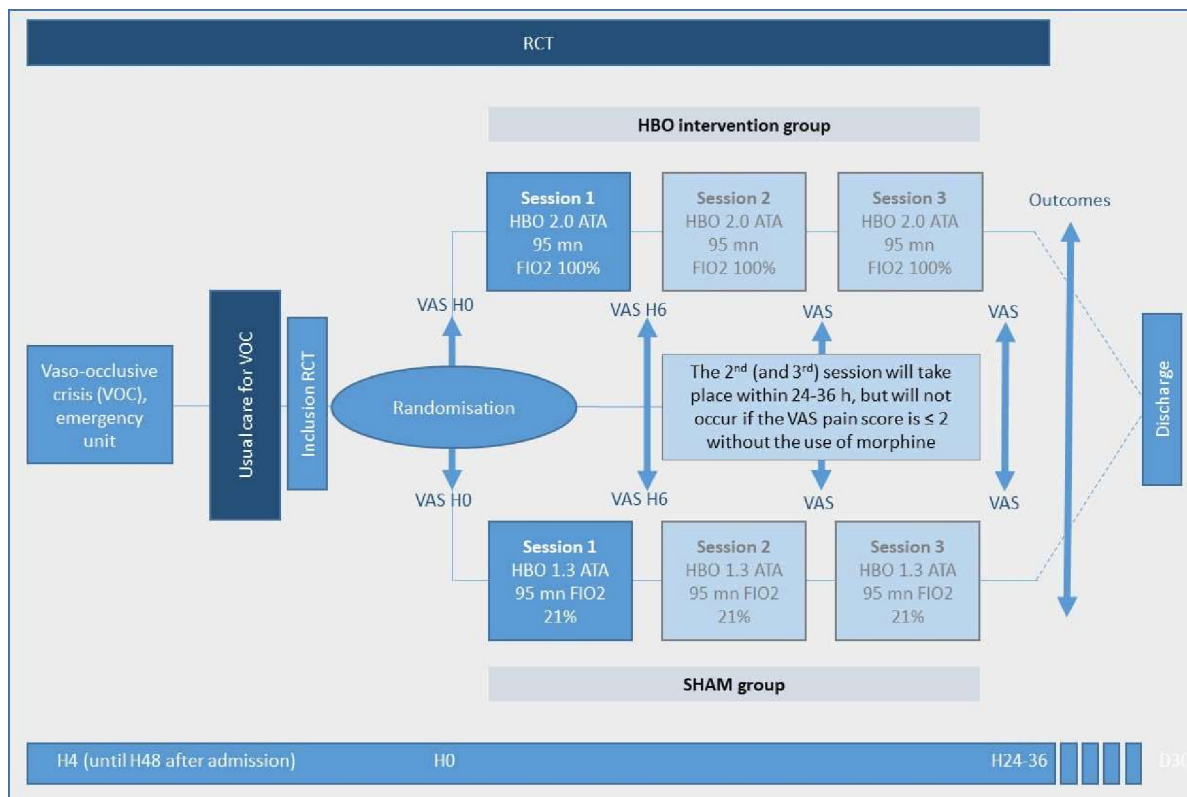 RCT
HBO intervention group
Session 1
HBO 2.0 ATA
95 mn
FIO2 100%
Session 2
HBO 2.0 ATA
95 mn
FIO2 100%
Session 3
HBO 2.0 ATA
95 mn
FIO2 100%
Outcomes
VAS H0
VAS H6
VAS
VAS
Vaso-occlusive
crisis (VOC),
emergency
unit
Usual care for VOC
Inclusion RCT
Randomisation
The 2nd (and 3rd) session will take
place within 24-36 h, but will not
occur if the VAS pain score is ≤ 2
without the use of morphine
Discharge
VAS H0
VAS H6
VAS
VAS
Session 1
HBO 1.3 ATA
95 mn FIO2
21%
Session 2
HBO 1.3 ATA
95 mn FIO2
21%
Session 3
HBO 1.3 ATA
95 mn FIO2
21%
SHAM group
H4 (until H48 after admission)
H0
H24-36
D30